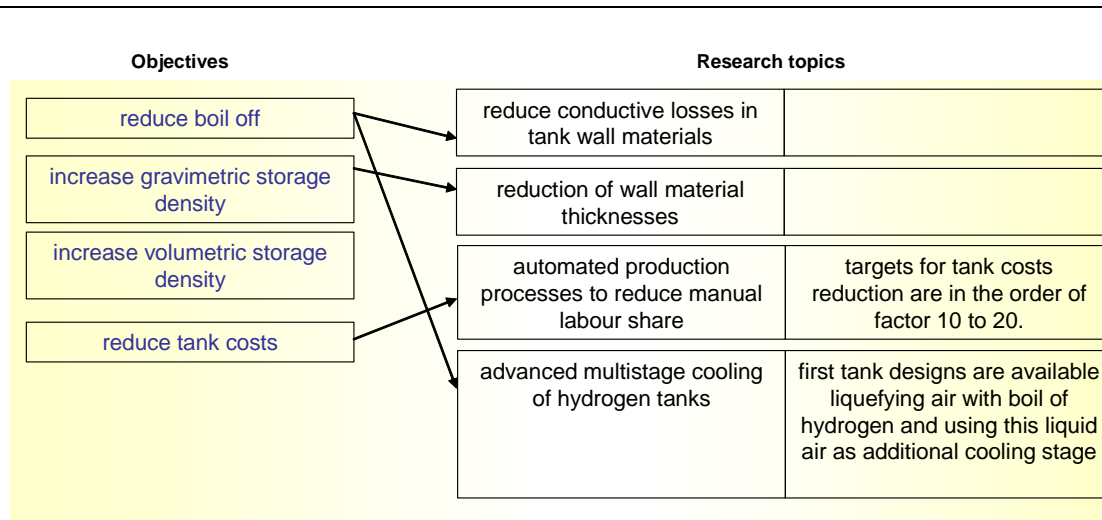 Objectives
Research topics
reduce boil off
increase gravimetric storage
density
increase volumetric storage
density
reduce tank costs
reduce conductive losses in
tank wall materials
reduction of wall material
thicknesses
automated production
processes to reduce manual
labour share
targets for tank costs
reduction are in the order of
factor 10 to 20.
advanced multistage cooling
of hydrogen tanks
first tank designs are available
liquefying air with boil of
hydrogen and using this liquid
air as additional cooling stage